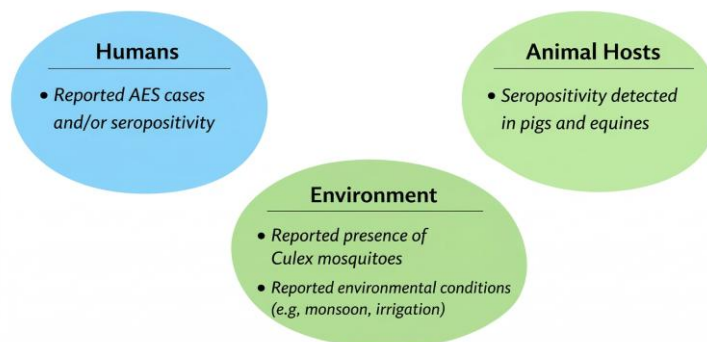 Humans
• Reported AES cases
and/or seropositivity
Animal Hosts
• Seropositivity detected
in pigs and equines
Environment
• Reported presence of
Culex mosquitoes
• Reported environmental conditions
(e.g, monsoon, irrigation)